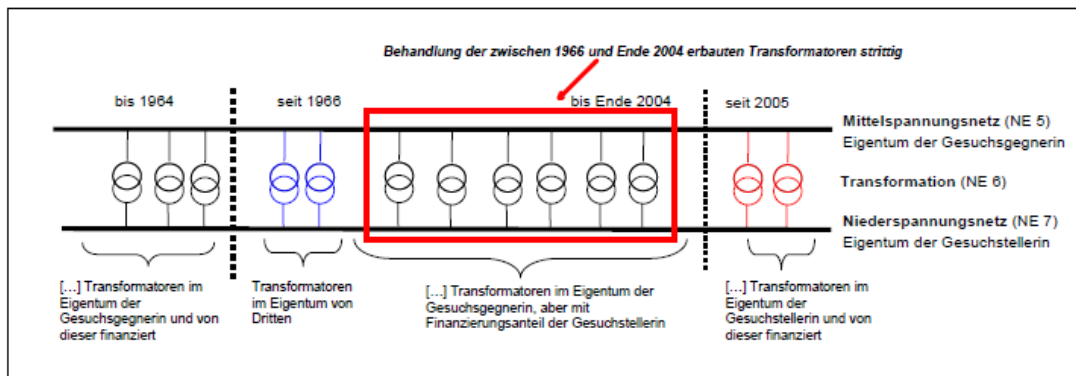 Behandlung der zwischen 1966 und Ende 2004 erbauten Transformatoren strittig
bis 1964
seit 1966
bis Ende 2004
seit 2005
Mittelspannungsnetz (NE 5)
Eigentum der Gesuchsgegnerin
Transformation (NE 6)
Niederspannungsnetz (NE 7)
Eigentum der Gesuchstellerin
[...] Transformatoren im
Eigentum der
Gesuchsgegnerin und von
dieser finanziert
Transformatoren
im Eigentum von
Dritten
[...] Transformatoren im Eigentum der
Gesuchsgegnerin, aber mit
Finanzierungsanteil der Gesuchstellerin
[...] Transformatoren im
Eigentum der
Gesuchstellerin und von
dieser finanziert